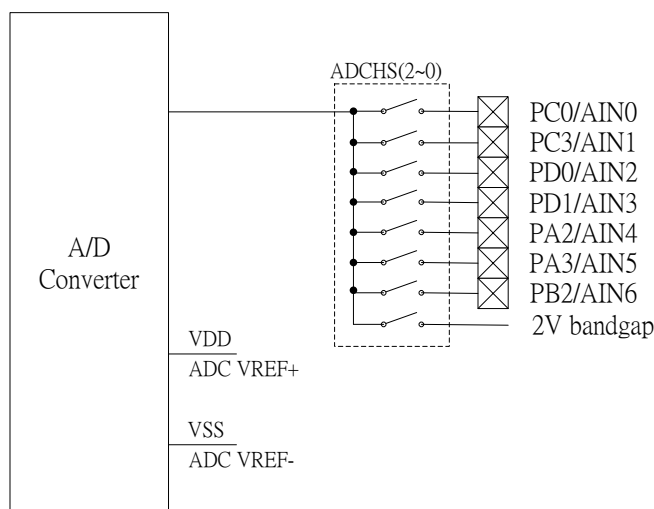 ADCHS(2~0)
PC0/AIN0
PC3/AIN1
PD0/AIN2
PD1/AIN3
PA2/AIN4
PA3/AIN5
PB2/AIN6
2V bandgap
A/D
Converter
VDD
ADC VREF+
VSS
ADC VREF-